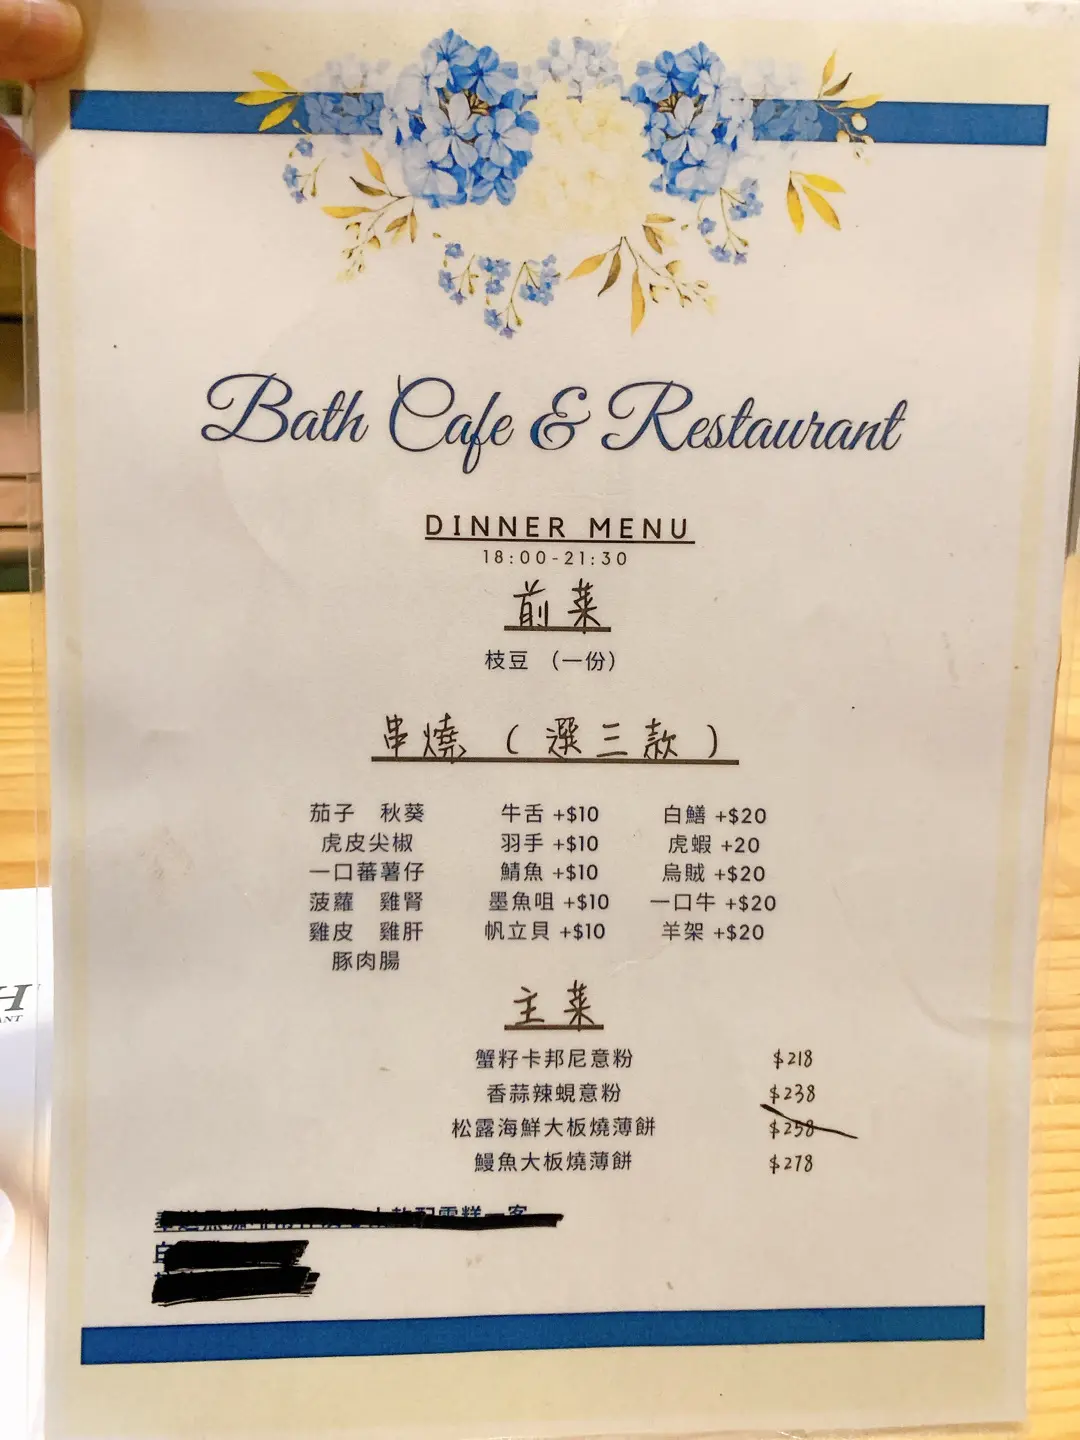 Bath Cafe & Restaurant
DINNER MENU
18:00-21:30
前菜
枝豆 （一份）
串燒（選三款）
茄子 秋葵 牛舌 +$10 白鱔 +$20
虎皮尖椒 羽手 +$10 虎蝦 +20
一口蕃薯仔 鯖魚 +$10 烏賊 +$20
菠蘿 雞腎 墨魚咀 +$10 一口牛 +$20
雞皮 雞肝 帆立貝 +$10 羊架 +$20
豚肉腸
主菜
蟹籽卡邦尼意粉 $218
香蒜辣蜆意粉 $238
松露海鮮大板燒薄餅 $258
鰻魚大板燒薄餅 $278
H
ANT